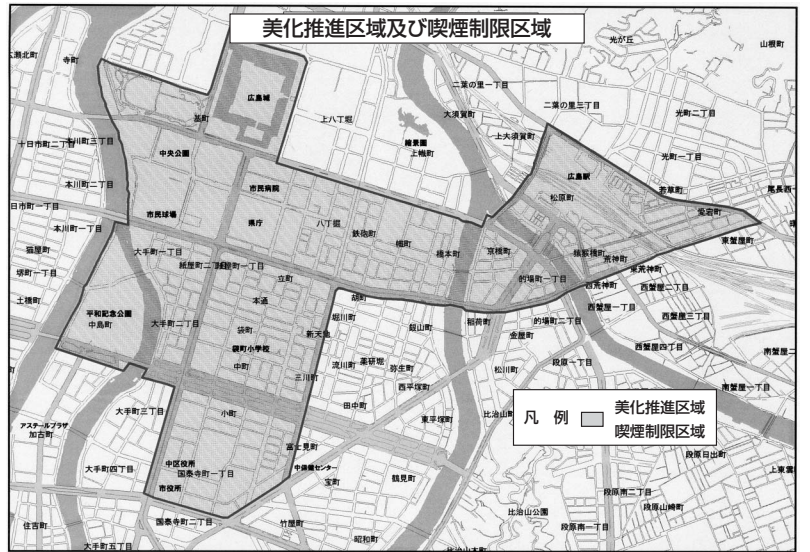 美化推進区域及び喫煙制限区域
広瀬北町
寺町
広島城
基町
上八丁堀
縮景園
上幟町
大須賀町
上大須賀町
二葉の里一丁目
二葉の里三丁目
光が丘
山根町
光町二丁目
光町一丁目
若草町
尾長西一
愛宕町
東蟹屋町
広島駅
松原町
猿猴橋町
荒神町
東荒神町
西荒神町
西蟹屋一丁目
西蟹屋二丁目
西蟹屋三丁目
西蟹屋四丁目
南蟹屋二
南蟹屋一丁目
十日市町二丁目
本川町三丁目
本川町二丁目
日市町一丁目
本川町一丁目
猫屋町
堺町一丁目
土橋町
中央公園
市民病院
市民球場
県庁
八丁堀
鉄砲町
幟町
橋本町
京橋町
的場町一丁目
的場町二丁目
大手町一丁目
紙屋町二丁目
紙屋町一丁目
立町
本通
胡町
堀川町
新天地
銀山町
稲荷町
金屋町
段原一丁目
平和記念公園
中島町
大手町二丁目
袋町
袋町小学校
中町
三川町
流川町
薬研堀
弥生町
西平塚町
松川町
田中町
東平塚町
比治山町
小町
大手町三丁目
アステールプラザ
加古町
富士見町
中保健センター
大手町四丁目
中区役所
国泰寺町一丁目
市役所
宝町
鶴見町
国泰寺町二丁目
竹屋町
昭和町
住吉町
大手町五丁目
比治山公園
比治山本町
段原日出町
段原南二丁目
段原南一丁目
段原山崎町
上東雲
凡 例
美化推進区域
喫煙制限区域